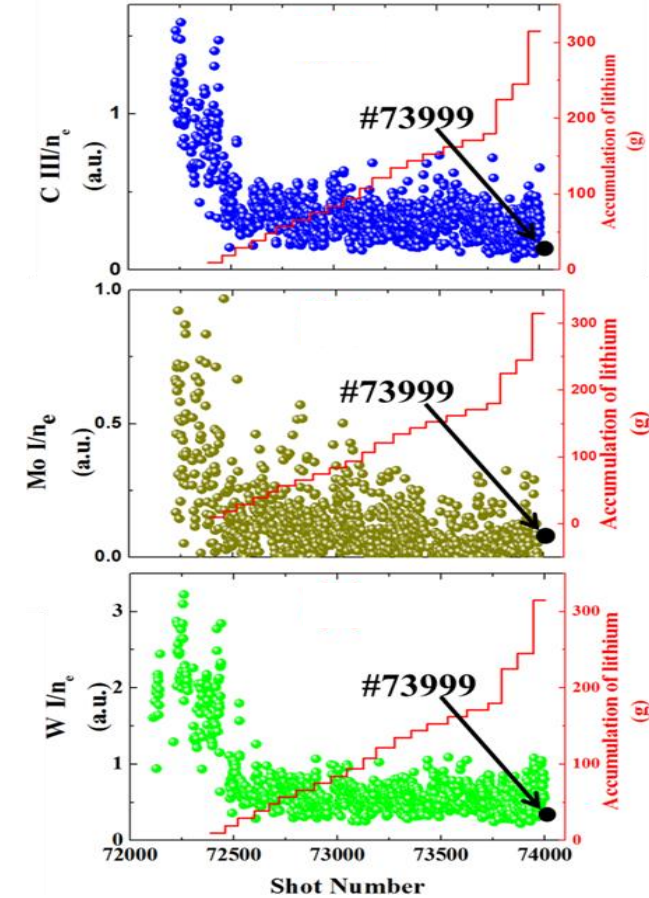 C III/ne
(a.u.)
1
0
#73999
300
200
100
0
Accumulation of lithium
(g)
Mo I/ne
(a.u.)
1.0
0.5
0.0
#73999
300
200
100
0
Accumulation of lithium
(g)
W I/ne
(a.u.)
3
2
1
0
#73999
300
200
100
0
Accumulation of lithium
(g)
72000 72500 73000 73500 74000
Shot Number